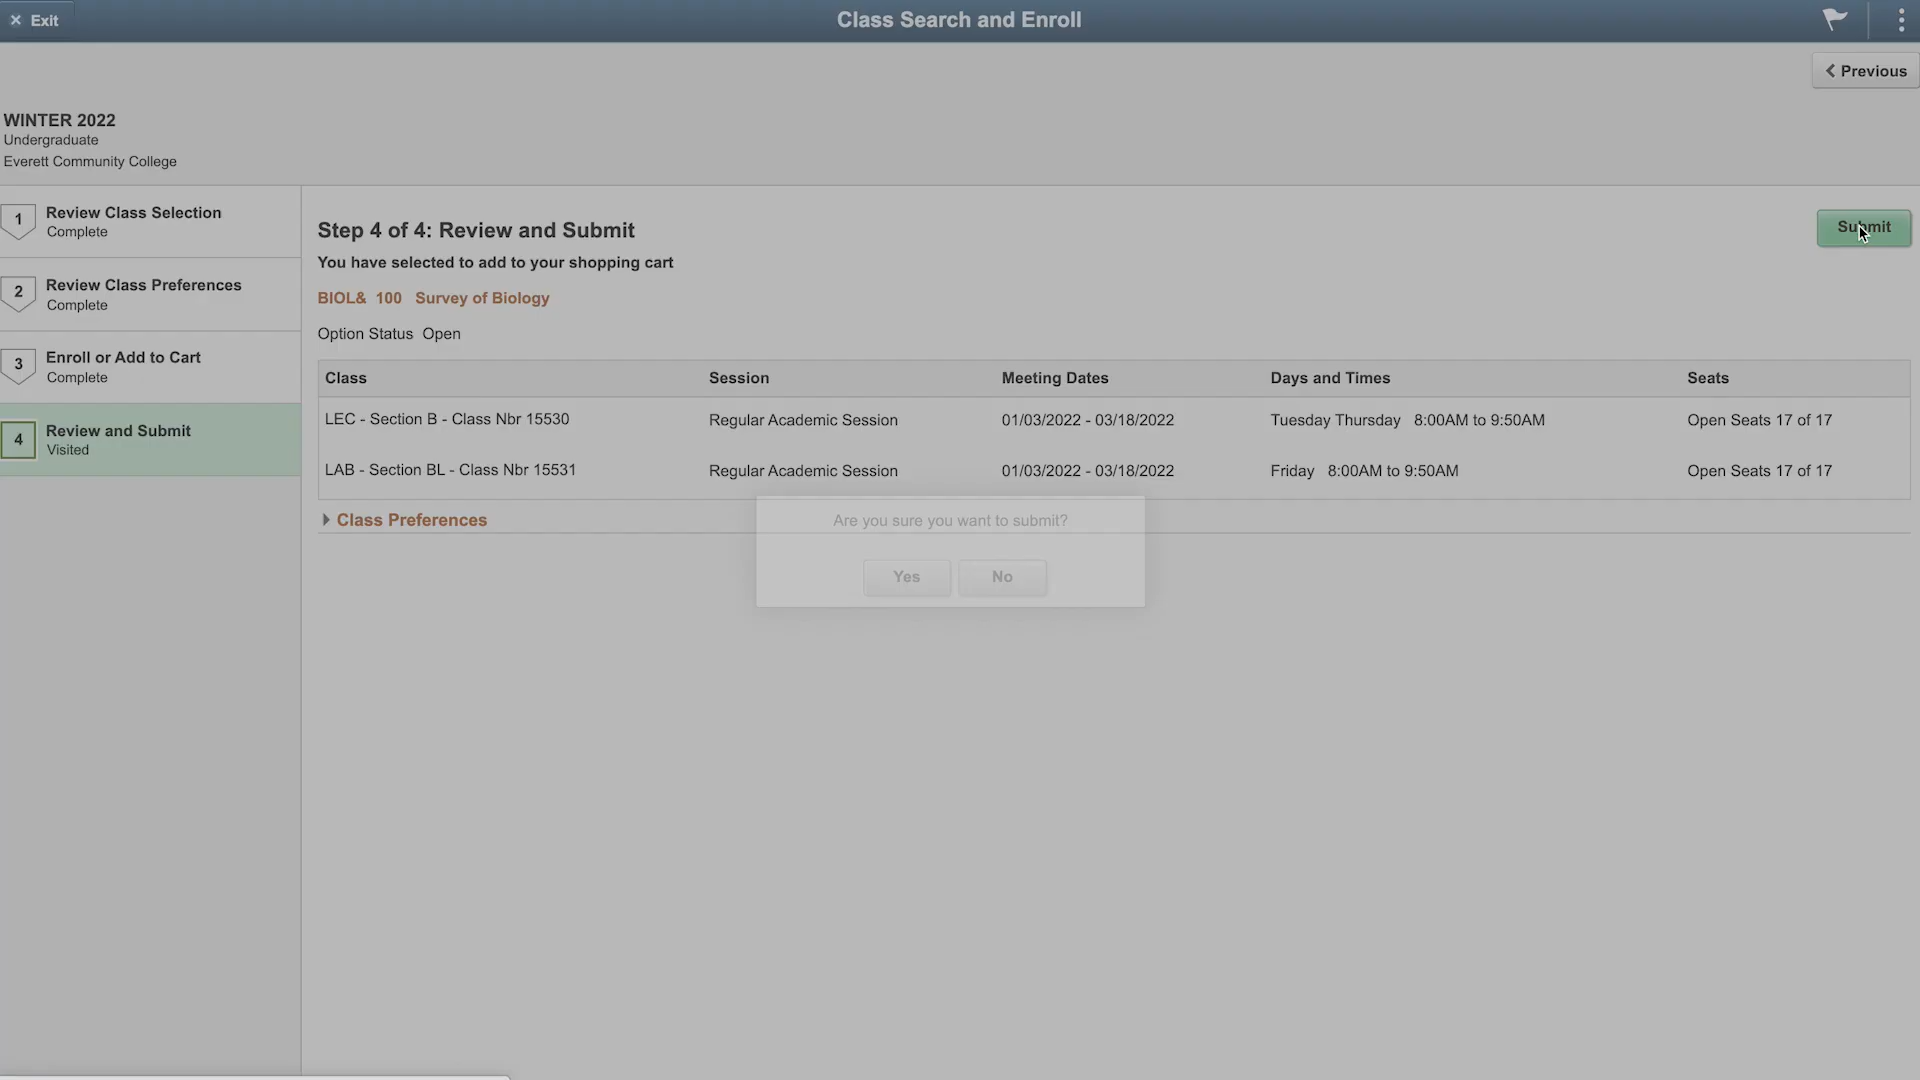 Exit
Class Search and Enroll
Previous
WINTER 2022
Undergraduate
Everett Community College
1 Review Class Selection
Complete
2 Review Class Preferences
Complete
3 Enroll or Add to Cart
Complete
4 Review and Submit
Visited
Step 4 of 4: Review and Submit
Submit
You have selected to add to your shopping cart
BIOL& 100 Survey of Biology
Option Status Open
Class Session Meeting Dates Days and Times Seats
LEC - Section B - Class Nbr 15530 Regular Academic Session 01/03/2022 - 03/18/2022 Tuesday Thursday 8:00AM to 9:50AM Open Seats 17 of 17
LAB - Section BL - Class Nbr 15531 Regular Academic Session 01/03/2022 - 03/18/2022 Friday 8:00AM to 9:50AM Open Seats 17 of 17
Class Preferences
Are you sure you want to submit?
Yes No